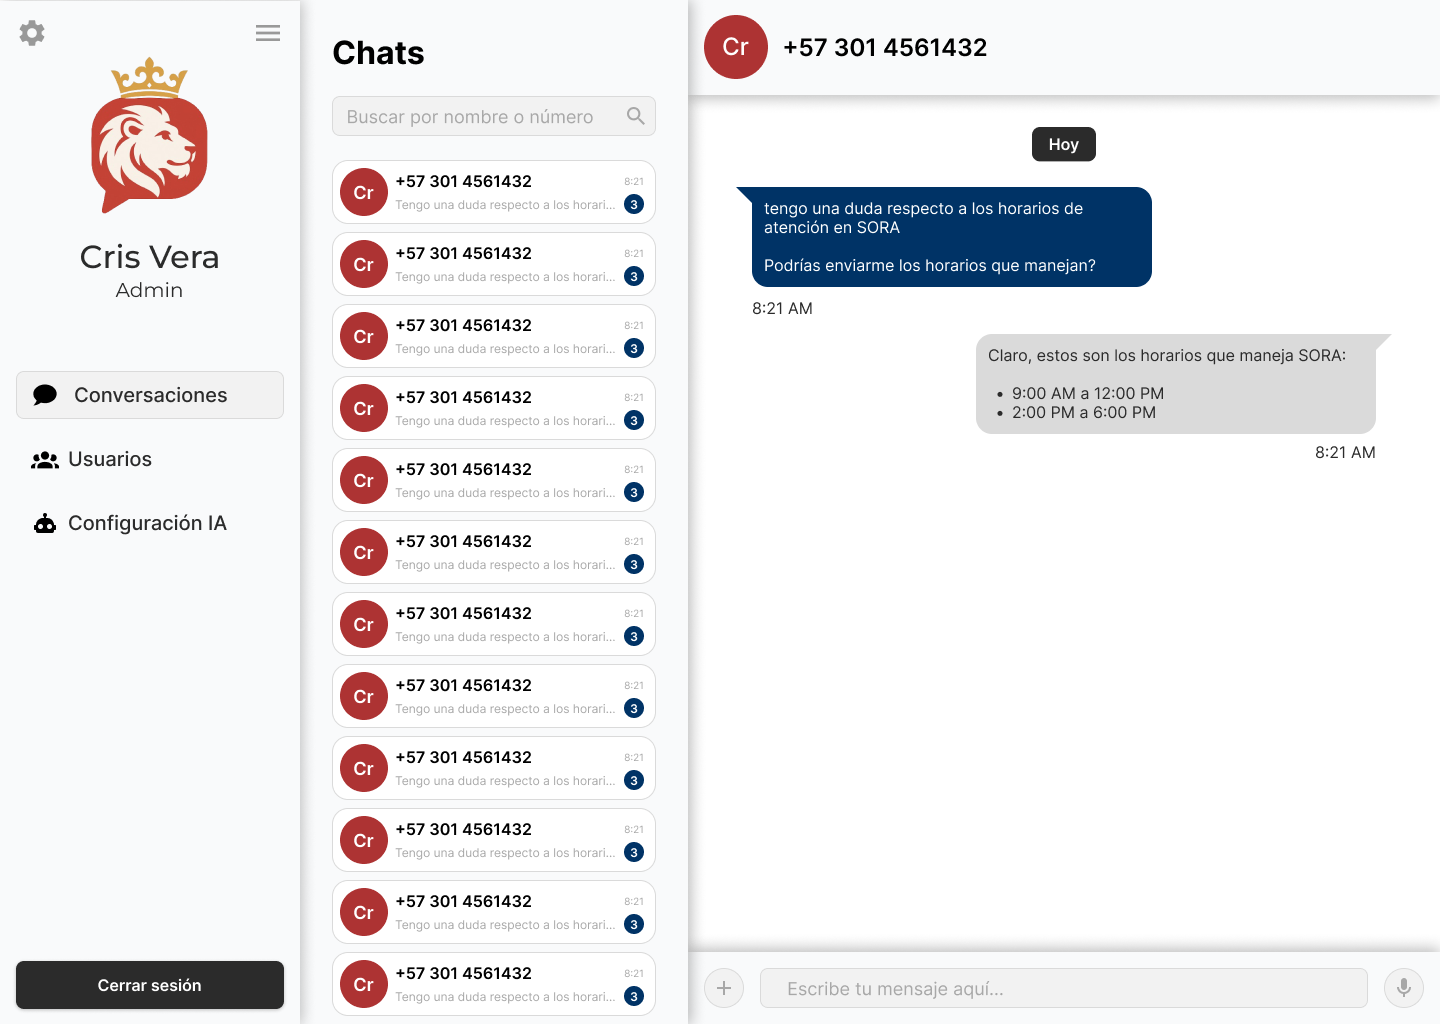 Cris Vera
Admin
Conversaciones
Usuarios
Configuración IA
Cerrar sesión
Chats
Buscar por nombre o número
Cr +57 301 4561432 8:21
Tengo una duda respecto a los horari... 3
Cr +57 301 4561432 8:21
Tengo una duda respecto a los horari... 3
Cr +57 301 4561432 8:21
Tengo una duda respecto a los horari... 3
Cr +57 301 4561432 8:21
Tengo una duda respecto a los horari... 3
Cr +57 301 4561432 8:21
Tengo una duda respecto a los horari... 3
Cr +57 301 4561432 8:21
Tengo una duda respecto a los horari... 3
Cr +57 301 4561432 8:21
Tengo una duda respecto a los horari... 3
Cr +57 301 4561432 8:21
Tengo una duda respecto a los horari... 3
Cr +57 301 4561432 8:21
Tengo una duda respecto a los horari... 3
Cr +57 301 4561432 8:21
Tengo una duda respecto a los horari... 3
Cr +57 301 4561432 8:21
Tengo una duda respecto a los horari... 3
Cr +57 301 4561432 8:21
Tengo una duda respecto a los horari... 3
Cr +57 301 4561432
Hoy
tengo una duda respecto a los horarios de
atención en SORA
Podrías enviarme los horarios que manejan?
8:21 AM
Claro, estos son los horarios que maneja SORA:
• 9:00 AM a 12:00 PM
• 2:00 PM a 6:00 PM
8:21 AM
Escribe tu mensaje aquí...